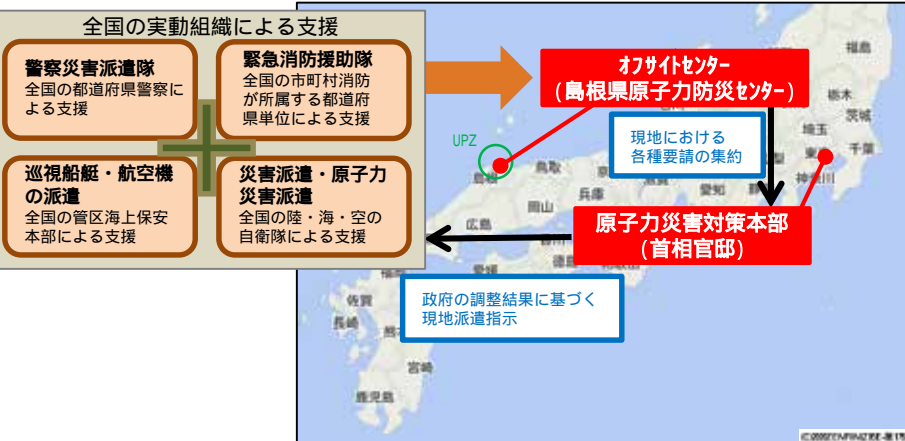 全国の実動組織による支援
警察災害派遣隊
全国の都道府県警察に
よる支援
緊急消防援助隊
全国の市町村消防
が所属する都道府
県単位による支援
巡視船艇・航空機
の派遣
全国の管区海上保安
本部による支援
災害派遣・原子力
災害派遣
全国の陸・海・空の
自衛隊による支援
オフサイトセンター
(島根県原子力防災センター)
現地における
各種要請の集約
原子力災害対策本部
(首相官邸)
政府の調整結果に基づく
現地派遣指示
UPZ
福島
栃木
茨城
埼玉
千葉
神奈川
愛知
鳥取
島根
兵庫
岡山
広島
愛媛
徳島
佐賀
長崎
宮崎
鹿児島